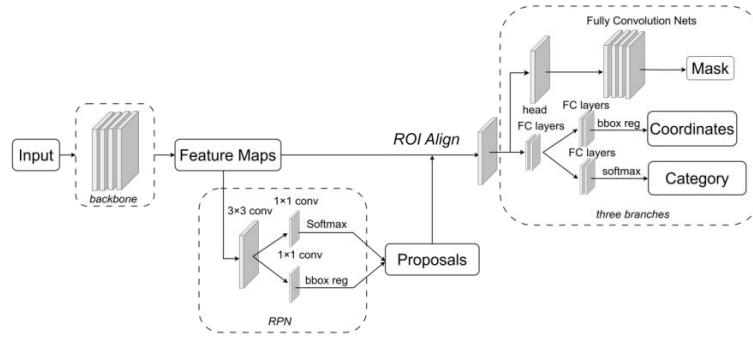 Fully Convolution Nets
Mask
head
FC layers
FC layers
bbox reg
Coordinates
ROI Align
Input
Feature Maps
FC layers
softmax
Category
backbone
three branches
3×3 conv
1×1 conv
Softmax
1×1 conv
Proposals
bbox reg
RPN